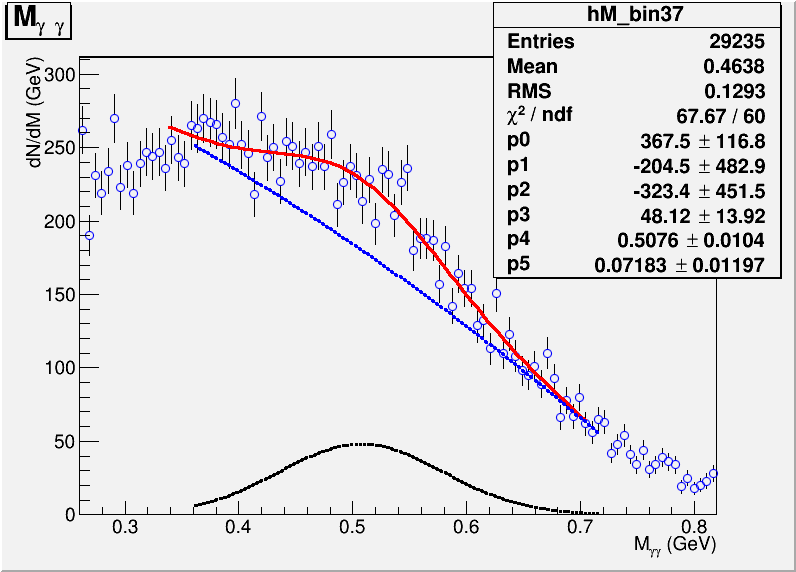 Mγ γ
hM_bin37
Entries 29235
Mean 0.4638
RMS 0.1293
χ² / ndf 67.67 / 60
p0 367.5 ± 116.8
p1 -204.5 ± 482.9
p2 -323.4 ± 451.5
p3 48.12 ± 13.92
p4 0.5076 ± 0.0104
p5 0.07183 ± 0.01197
dN/dM (GeV)
300
250
200
150
100
50
0
0.3 0.4 0.5 0.6 0.7 0.8
Mγγ (GeV)